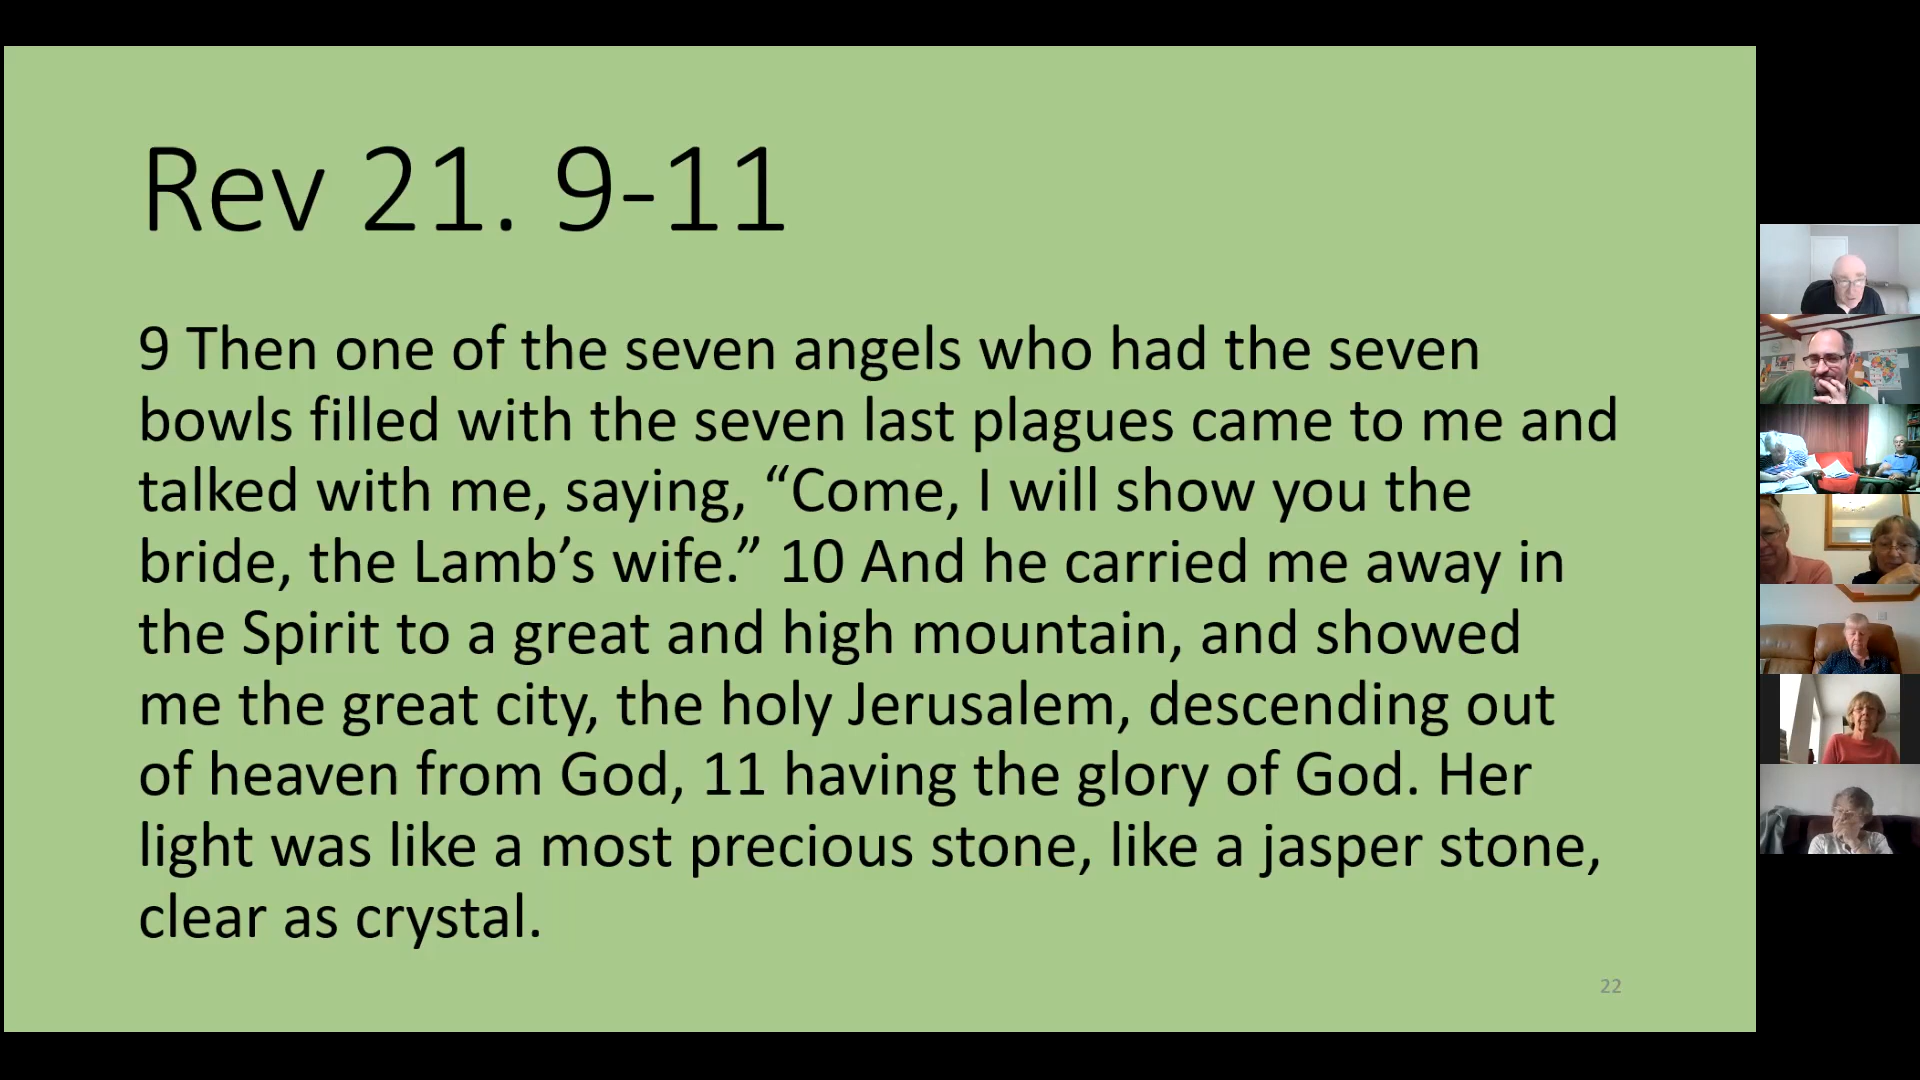 Rev 21. 9-11
9 Then one of the seven angels who had the seven
bowls filled with the seven last plagues came to me and
talked with me, saying, “Come, I will show you the
bride, the Lamb’s wife.” 10 And he carried me away in
the Spirit to a great and high mountain, and showed
me the great city, the holy Jerusalem, descending out
of heaven from God, 11 having the glory of God. Her
light was like a most precious stone, like a jasper stone,
clear as crystal.
22